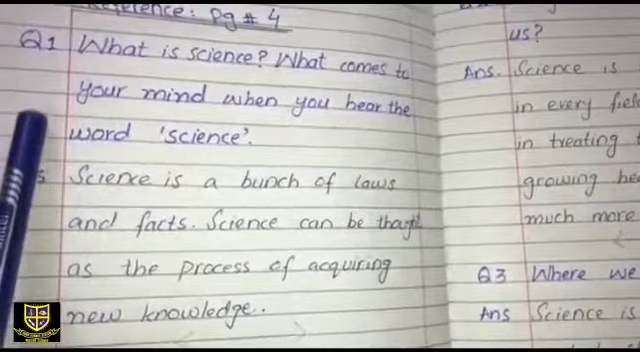 Reference: Pg # 4
Q1 What is science? What comes to
your mind when you hear the
word 'science'.
Science is a bunch of laws
and facts. Science can be thought
as the process of acquiring
new knowledge.
us?
Ans. Science is
in every field
in treating
growing
much more
Q3 Where we
Ans Science is